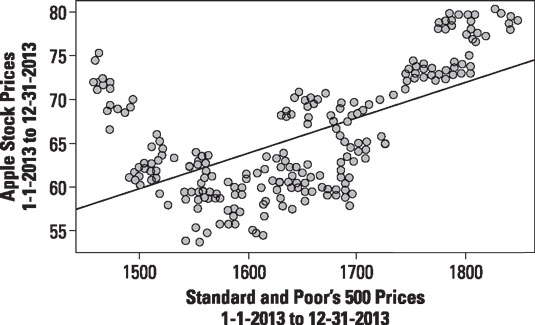 Apple Stock Prices
1-1-2013 to 12-31-2013
80
75
70
65
60
55
1500
1600
1700
1800
Standard and Poor's 500 Prices
1-1-2013 to 12-31-2013